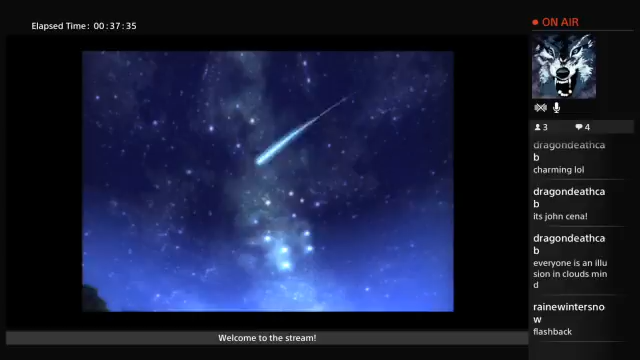 Elapsed Time: 00:37:35
ON AIR
3
4
dragondeathca
b
charming lol
dragondeathca
b
its john cena!
dragondeathca
b
everyone is an illu
sion in clouds min
d
rainewintersno
w
flashback
Welcome to the stream!